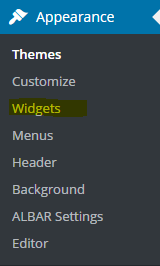 Appearance
Themes
Customize
Widgets
Menus
Header
Background
ALBAR Settings
Editor